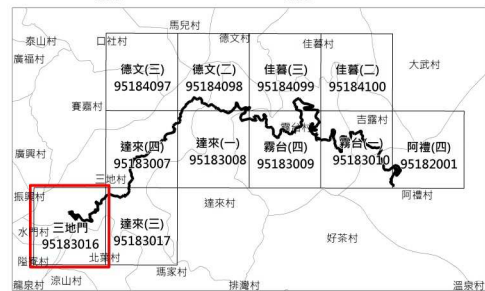 馬兒村
泰山村
口社村
德文村
佳暮村
廣福村
大武村
德文(三)
95184097
德文(二)
95184098
佳暮(三)
95184099
佳暮(二)
95184100
賽嘉村
吉露村
霧台村
廣興村
達來(四)
95183007
達來(一)
95183008
霧台(四)
95183009
霧台(一)
95183010
阿禮(四)
95182001
三地村
振興村
達來村
阿禮村
水門村
三地門
95183016
達來(三)
95183017
好茶村
隘寮村
北葉村
瑪家村
龍泉村
涼山村
排灣村
溫泉村